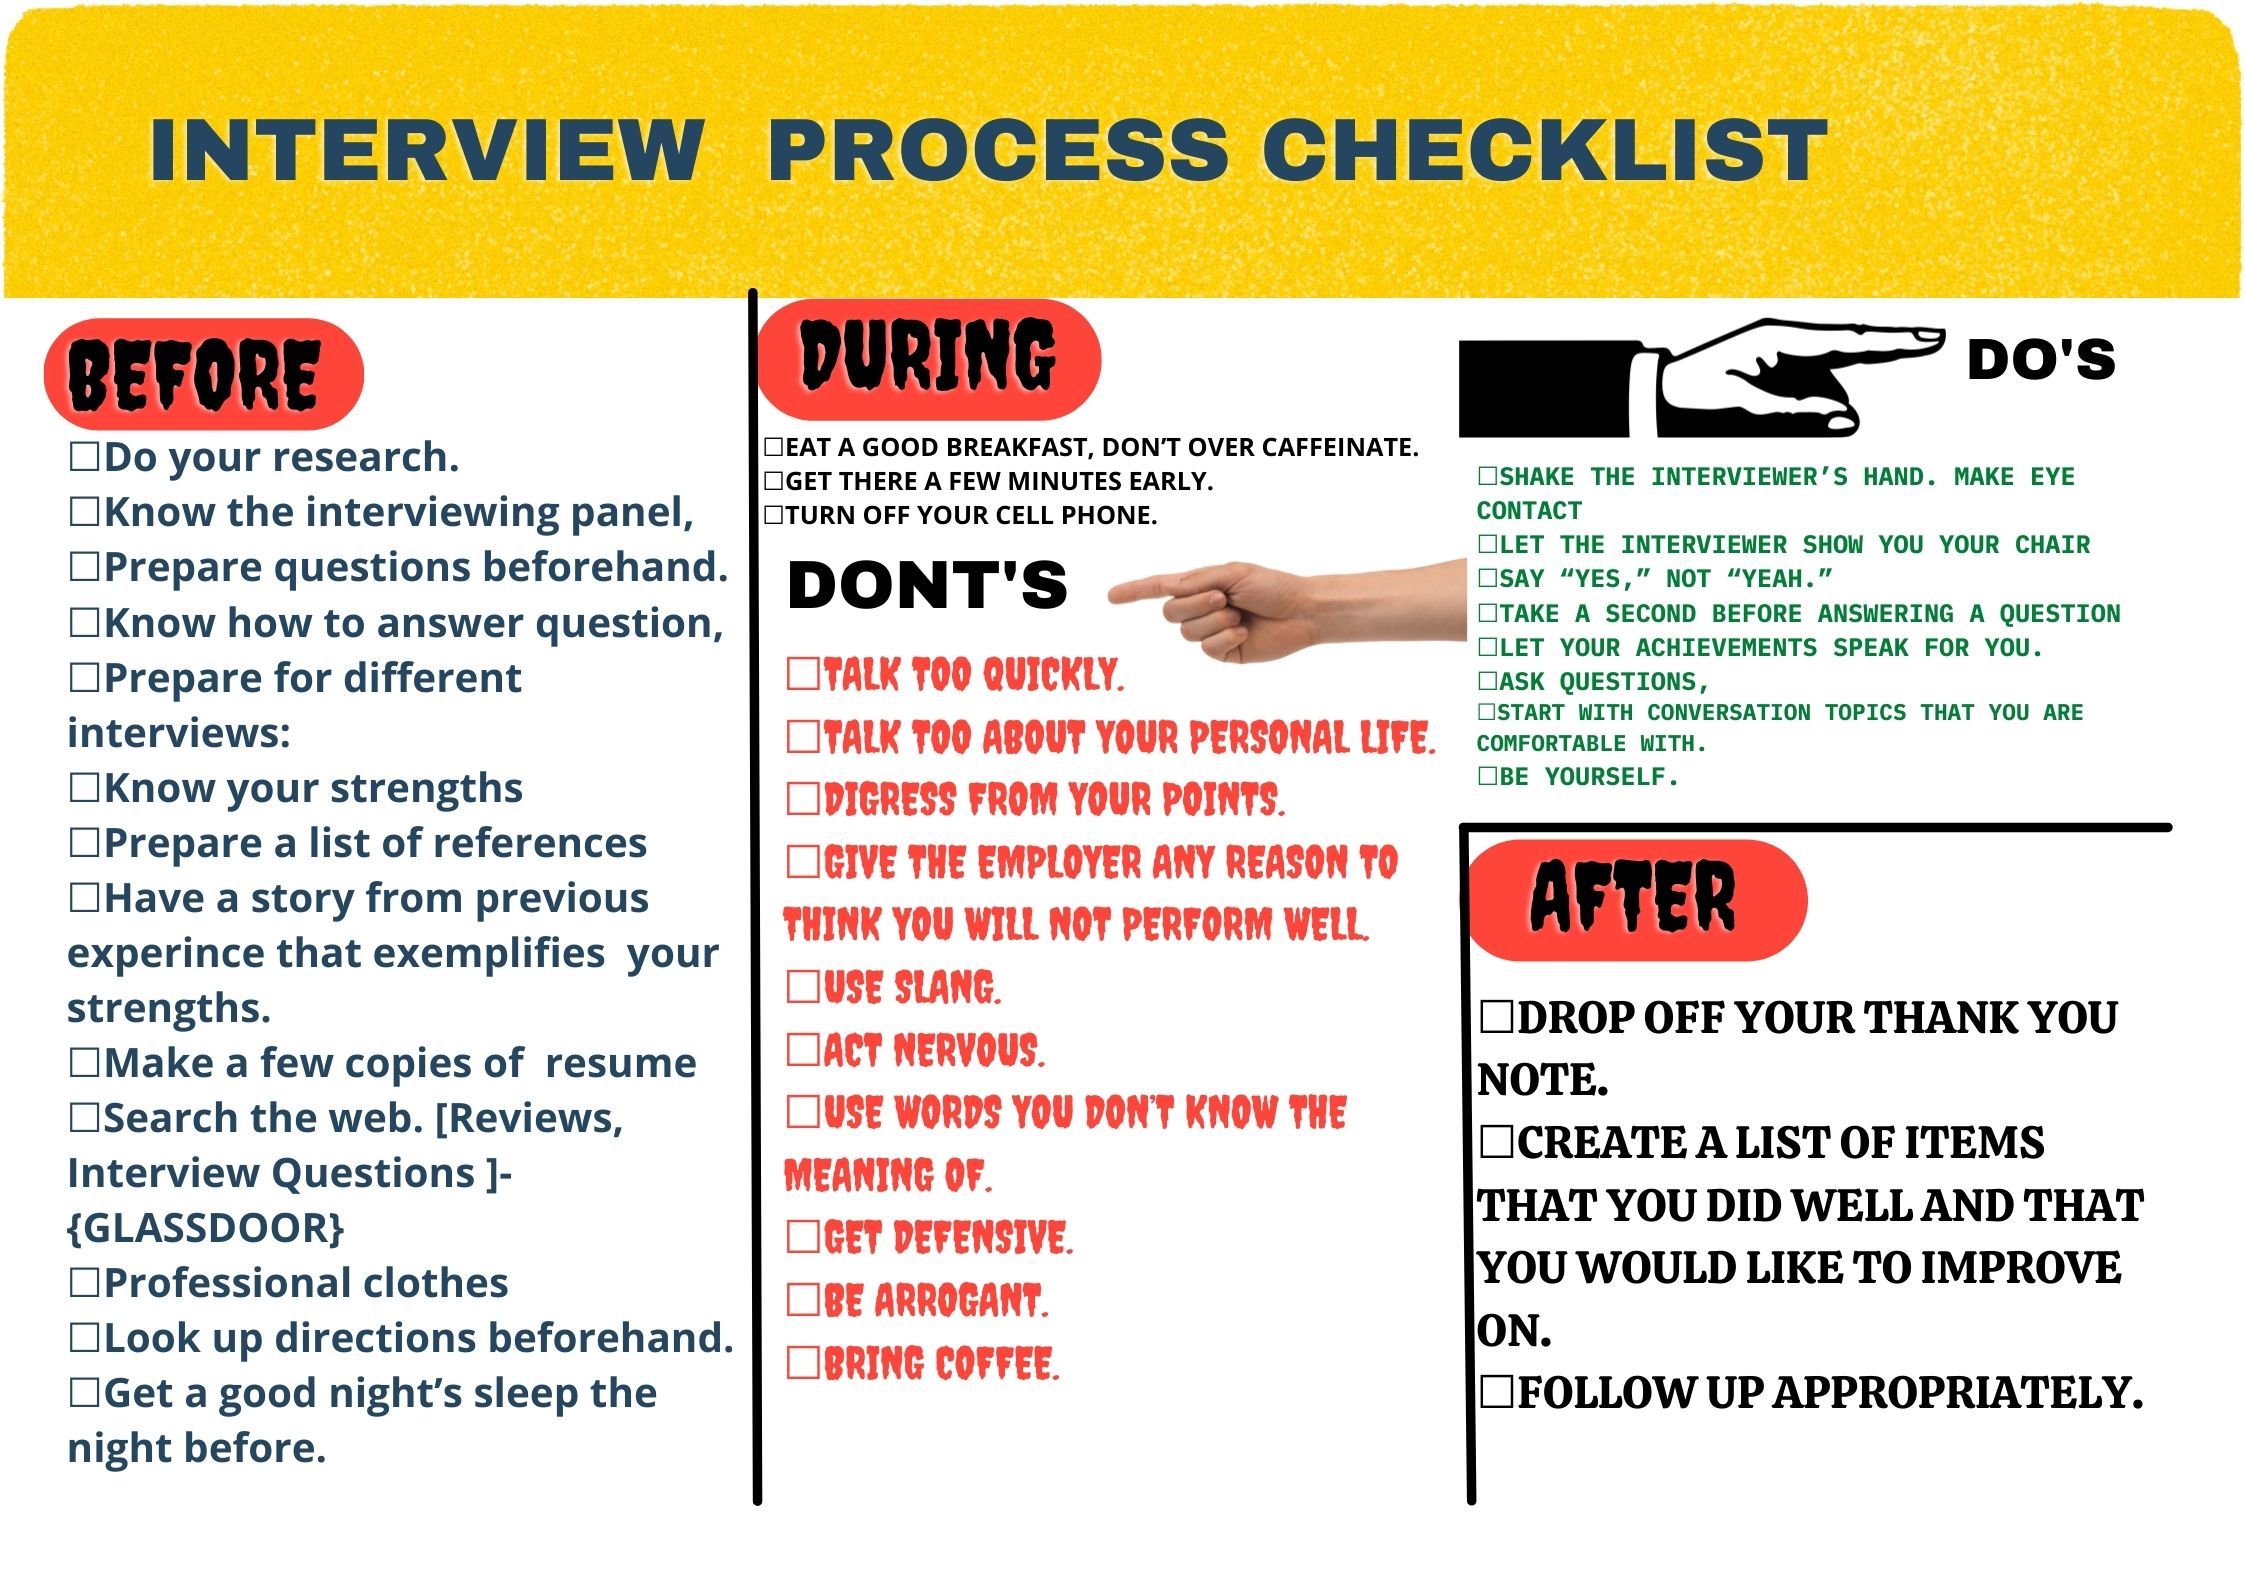 INTERVIEW PROCESS CHECKLIST
BEFORE
☐Do your research.
☐Know the interviewing panel,
☐Prepare questions beforehand.
☐Know how to answer question,
☐Prepare for different
interviews:
☐Know your strengths
☐Prepare a list of references
☐Have a story from previous
experince that exemplifies your
strengths.
☐Make a few copies of resume
☐Search the web. [Reviews,
Interview Questions ]-
{GLASSDOOR}
☐Professional clothes
☐Look up directions beforehand.
☐Get a good night’s sleep the
night before.
DURING
☐EAT A GOOD BREAKFAST, DON’T OVER CAFFEINATE.
☐GET THERE A FEW MINUTES EARLY.
☐TURN OFF YOUR CELL PHONE.
DONT'S
☐TALK TOO QUICKLY.
☐TALK TOO ABOUT YOUR PERSONAL LIFE.
☐DIGRESS FROM YOUR POINTS.
☐GIVE THE EMPLOYER ANY REASON TO
THINK YOU WILL NOT PERFORM WELL.
☐USE SLANG.
☐ACT NERVOUS.
☐USE WORDS YOU DON’T KNOW THE
MEANING OF.
☐GET DEFENSIVE.
☐BE ARROGANT.
☐BRING COFFEE.
DO'S
☐SHAKE THE INTERVIEWER’S HAND. MAKE EYE
CONTACT
☐LET THE INTERVIEWER SHOW YOU YOUR CHAIR
☐SAY “YES,” NOT “YEAH.”
☐TAKE A SECOND BEFORE ANSWERING A QUESTION
☐LET YOUR ACHIEVEMENTS SPEAK FOR YOU.
☐ASK QUESTIONS,
☐START WITH CONVERSATION TOPICS THAT YOU ARE
COMFORTABLE WITH.
☐BE YOURSELF.
AFTER
☐DROP OFF YOUR THANK YOU
NOTE.
☐CREATE A LIST OF ITEMS
THAT YOU DID WELL AND THAT
YOU WOULD LIKE TO IMPROVE
ON.
☐FOLLOW UP APPROPRIATELY.